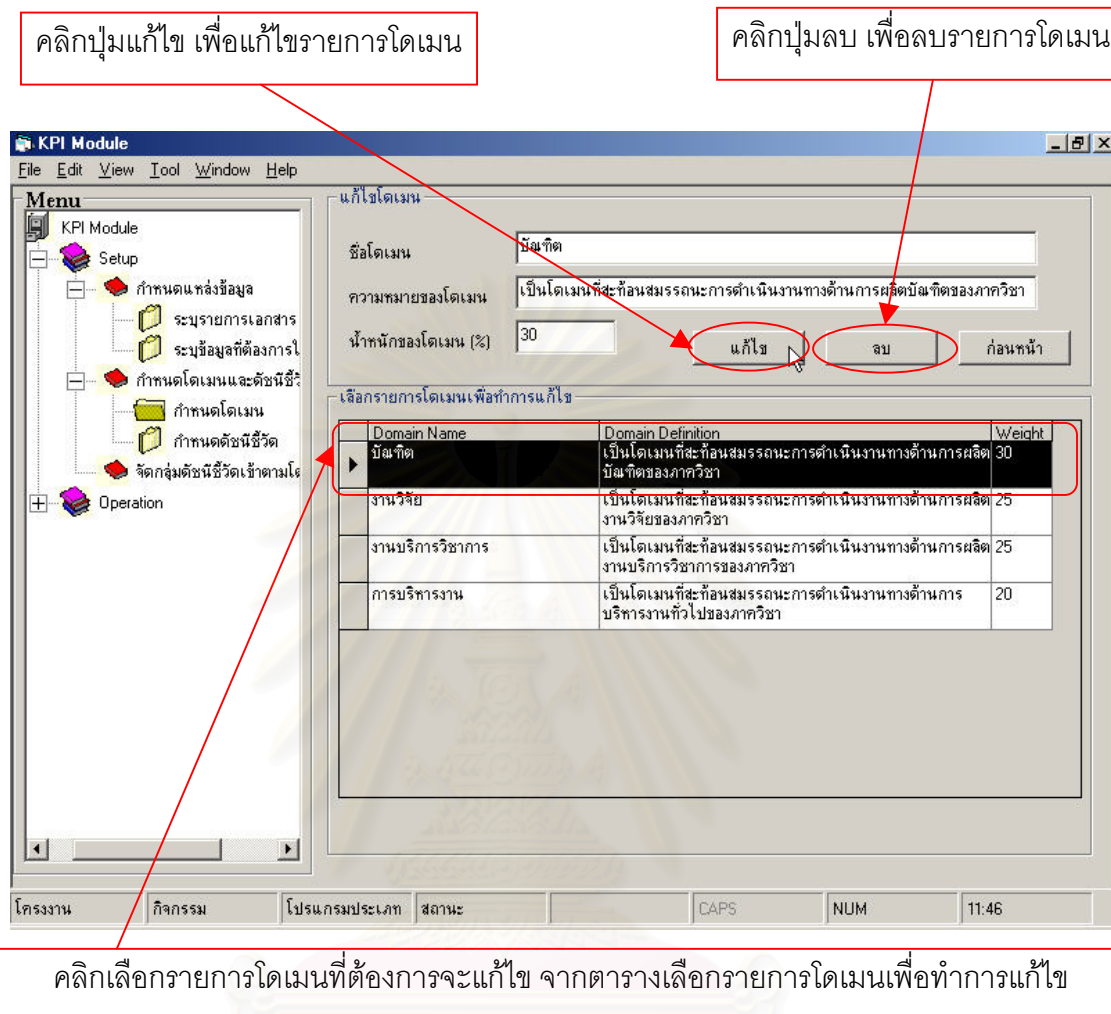 คลิกปุ่มแก้ไข เพื่อแก้ไขรายการโดเมน
คลิกปุ่มลบ เพื่อลบรายการโดเมน
KPI Module
File Edit View Tool Window Help
Menu
KPI Module
Setup
กำหนดแหล่งข้อมูล
ระบุรายการเอกสาร
ระบุข้อมูลที่ต้องการใ
กำหนดโดเมนและดัชนีชี้วั
กำหนดโดเมน
กำหนดดัชนีชี้วัด
จัดกลุ่มดัชนีชี้วัดเข้าตามโด
Operation
แก้ไขโดเมน
ชื่อโดเมน บัณฑิต
ความหมายของโดเมน เป็นโดเมนที่สะท้อนสมรรถนะการดำเนินงานทางด้านการผลิตบัณฑิตของภาควิชา
น้ำหนักของโดเมน (%) 30
แก้ไข ลบ ก่อนหน้า
เลือกรายการโดเมนเพื่อทำการแก้ไข
Domain Name Domain Definition Weight
บัณฑิต เป็นโดเมนที่สะท้อนสมรรถนะการดำเนินงานทางด้านการผลิต 30
บัณฑิตของภาควิชา
งานวิจัย เป็นโดเมนที่สะท้อนสมรรถนะการดำเนินงานทางด้านการผลิต 25
งานวิจัยของภาควิชา
งานบริการวิชาการ เป็นโดเมนที่สะท้อนสมรรถนะการดำเนินงานทางด้านการผลิต 25
งานบริการวิชาการของภาควิชา
การบริหารงาน เป็นโดเมนที่สะท้อนสมรรถนะการดำเนินงานทางด้านการ 20
บริหารงานทั่วไปของภาควิชา
โครงงาน กิจกรรม โปรแกรมประเภท สถานะ CAPS NUM 11:46
คลิกเลือกรายการโดเมนที่ต้องการจะแก้ไข จากตารางเลือกรายการโดเมนเพื่อทำการแก้ไข